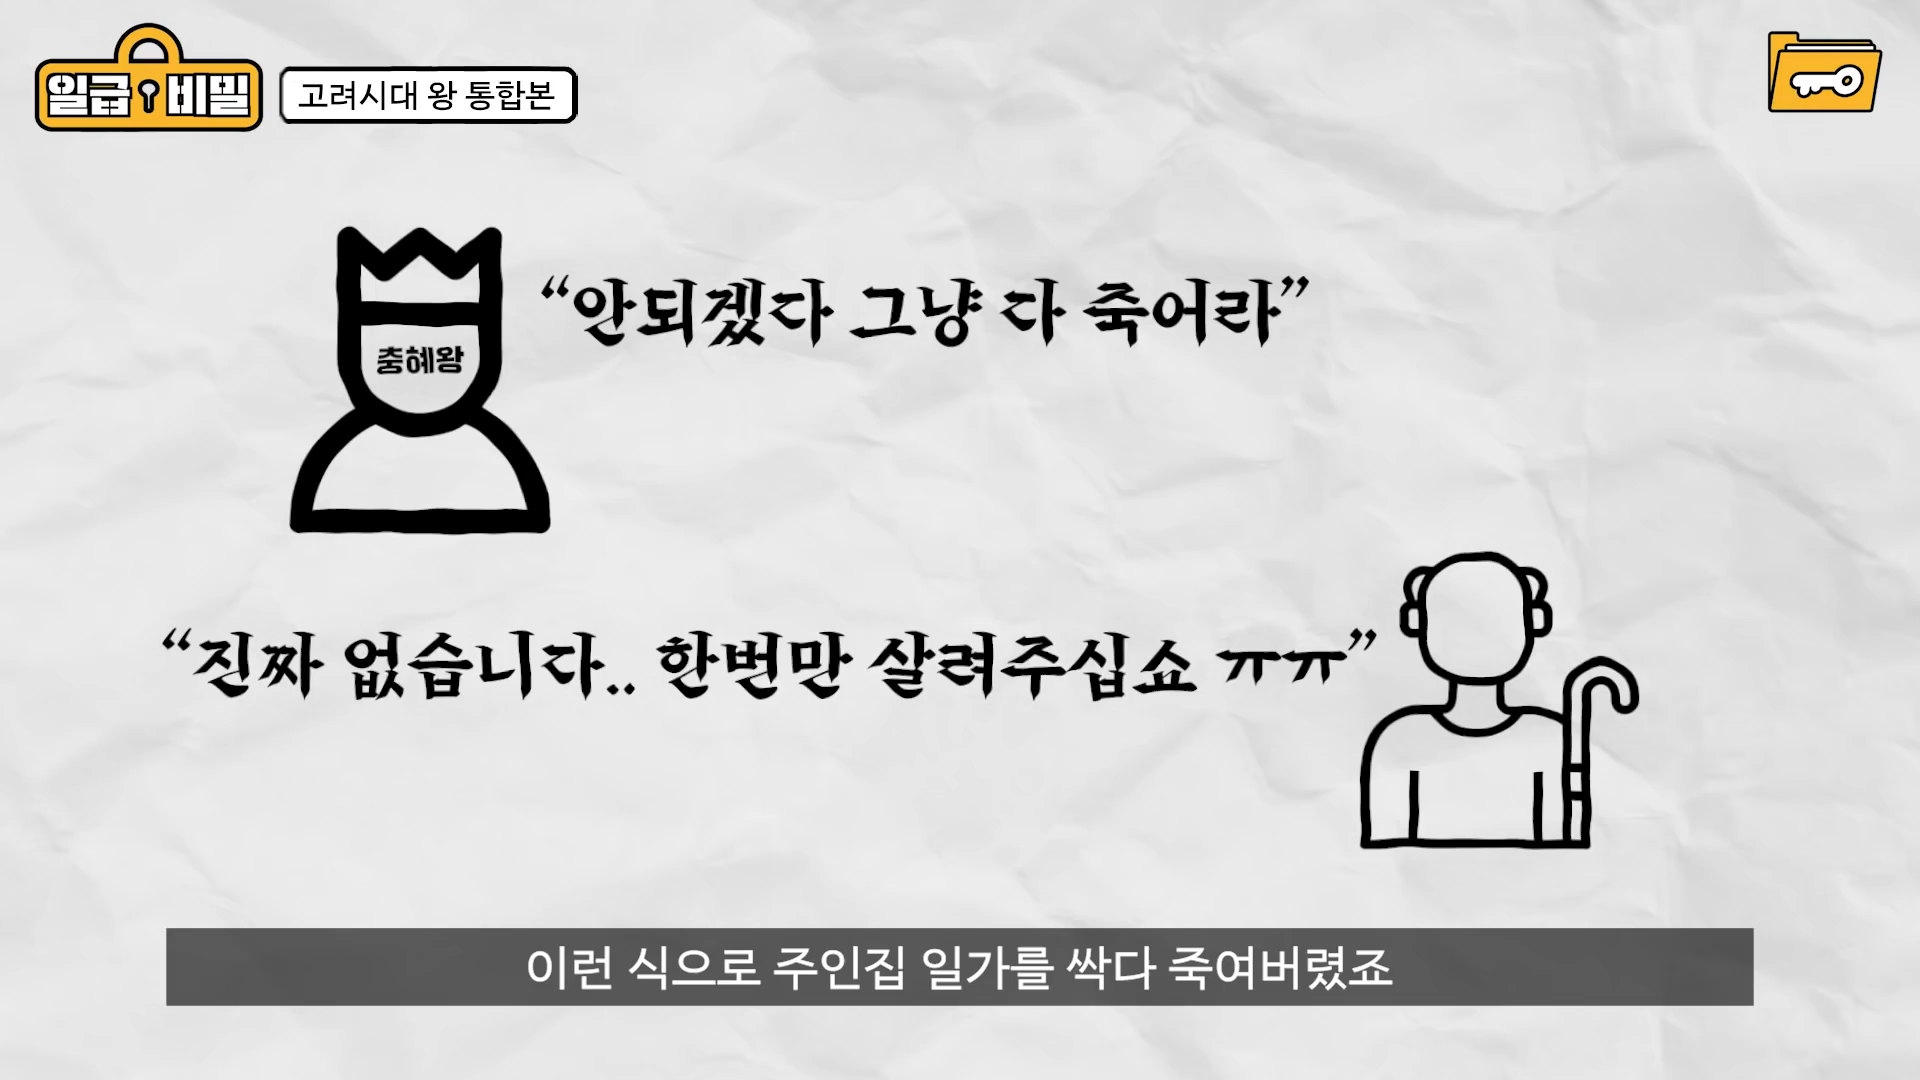 일급비밀
고려시대 왕 통합본
“안되겠다 그냥 다 죽어라”
충혜왕
“진짜 없습니다.. 한번만 살려주십쇼 ㅠㅠ”
이런 식으로 주인집 일가를 싹다 죽여버렸죠